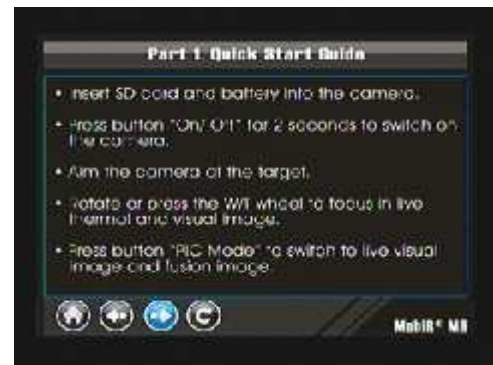 Part 1 Quick Start Guide
• Insert SD card and battery into the camera.
• Press button "On/Off" for 2 seconds to switch on
the camera.
• Aim the camera at the target.
• Rotate or press the W/T wheel to focus in live
thermal and visual image.
• Press button "PIC Mode" to switch to live visual
image and fusion image
MobIR® M8